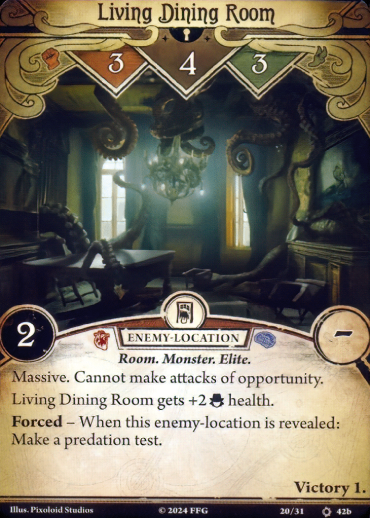 Living Dining Room
3 4 3
2 -
ENEMY-LOCATION
Room. Monster. Elite.
Massive. Cannot make attacks of opportunity.
Living Dining Room gets +2 health.
Forced – When this enemy-location is revealed:
Make a predation test.
Victory 1.
Illus. Pixoloid Studios © 2024 FFG 20/31 42b